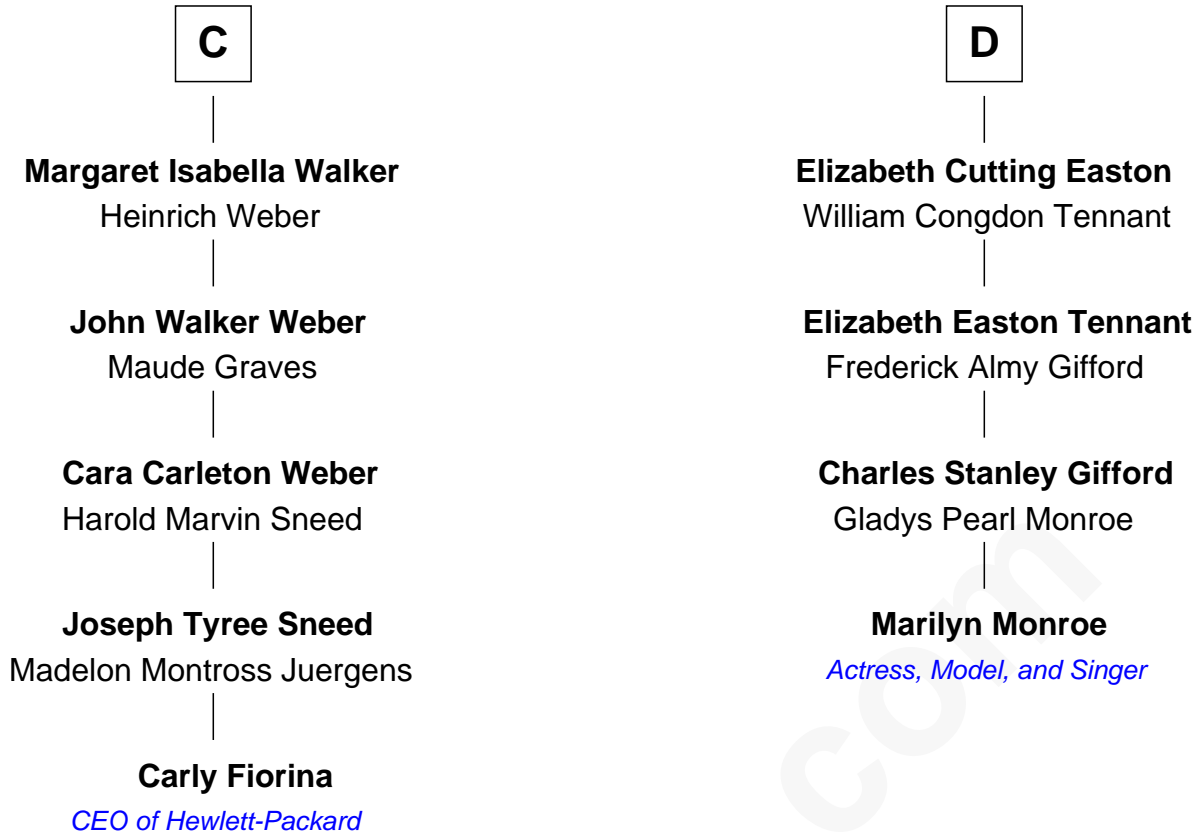 C
Margaret Isabella Walker
Heinrich Weber
John Walker Weber
Maude Graves
Cara Carleton Weber
Harold Marvin Sneed
Joseph Tyree Sneed
Madelon Montross Juergens
Carly Fiorina
CEO of Hewlett-Packard
D
Elizabeth Cutting Easton
William Congdon Tennant
Elizabeth Easton Tennant
Frederick Almy Gifford
Charles Stanley Gifford
Gladys Pearl Monroe
Marilyn Monroe
Actress, Model, and Singer
com